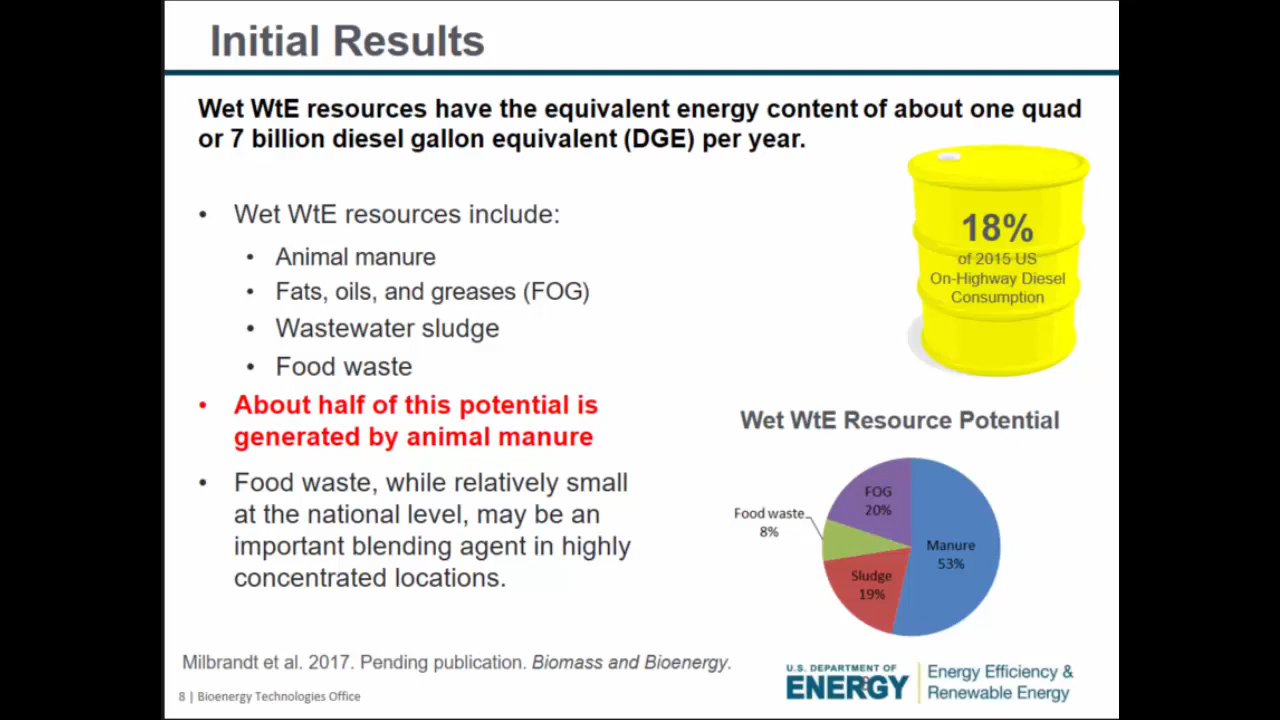 Initial Results
Wet WtE resources have the equivalent energy content of about one quad
or 7 billion diesel gallon equivalent (DGE) per year.
• Wet WtE resources include:
• Animal manure
• Fats, oils, and greases (FOG)
• Wastewater sludge
• Food waste
• About half of this potential is
generated by animal manure
• Food waste, while relatively small
at the national level, may be an
important blending agent in highly
concentrated locations.
18%
of 2015 US
On-Highway Diesel
Consumption
Wet WtE Resource Potential
FOG
20%
Food waste
8%
Manure
53%
Sludge
19%
Milbrandt et al. 2017. Pending publication. Biomass and Bioenergy.
8 | Bioenergy Technologies Office
U.S. DEPARTMENT OF
ENERGY
Energy Efficiency &
Renewable Energy
8